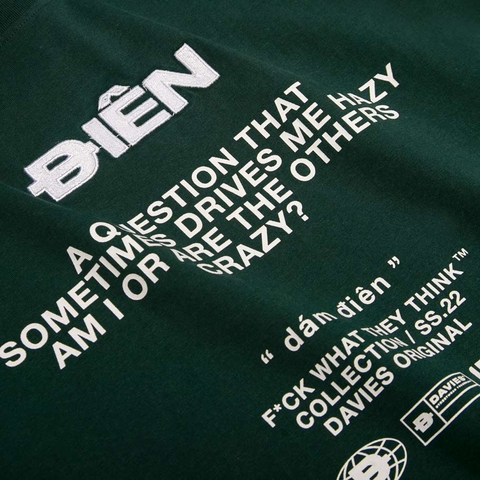 ĐIÊN
A QUESTION THAT
SOMETIMES DRIVES ME HAZY
AM I OR ARE THE OTHERS
CRAZY?
“ dám điên ”
F*CK WHAT THEY THINK™
COLLECTION / SS.22
DAVIES ORIGINAL
DAVIES